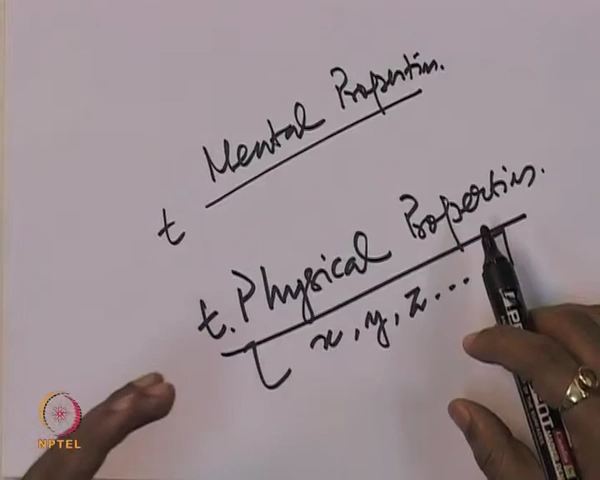 Mental Properties.
t
t. Physical Properties.
x, y, z...
NPTEL